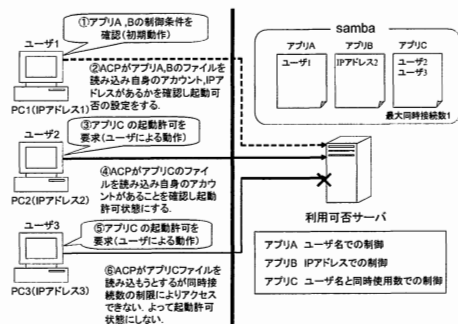 ①アプリA ,Bの制御条件を
確認(初期動作)
ユーザ1
PC1(IPアドレス1)
②ACPがアプリA,Bのファイルを
読み込み自身のアカウント,IPア
ドレスがあるかを確認し起動可
否の設定をする.
③アプリC の起動許可を
要求(ユーザによる動作)
ユーザ2
PC2(IPアドレス2)
④ACPがアプリCのファイ
ルを読み込み自身のアカウ
ントがあることを確認し起動
許可状態にする.
⑤アプリC の起動許可を
要求(ユーザによる動作)
ユーザ3
PC3(IPアドレス3)
⑥ACPがアプリCファイルを
読み込もうとするが同時接
続数の制限によりアクセス
できない. よって起動許可
状態にしない.
samba
アプリA アプリB アプリC
ユーザ1
IPアドレス2
ユーザ2
ユーザ3
最大同時接続数1
利用可否サーバ
アプリA ユーザ名での制御
アプリB IPアドレスでの制御
アプリC ユーザ名と同時使用数での制御